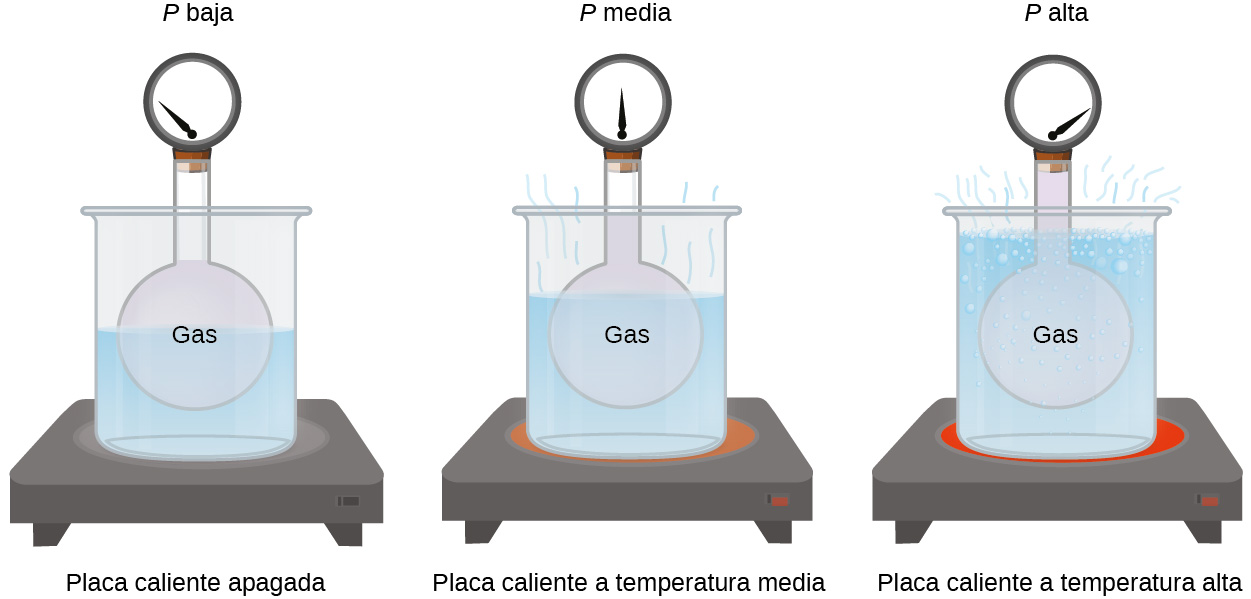 P baja
P media
P alta
Gas
Gas
Gas
Placa caliente apagada
Placa caliente a temperatura media
Placa caliente a temperatura alta